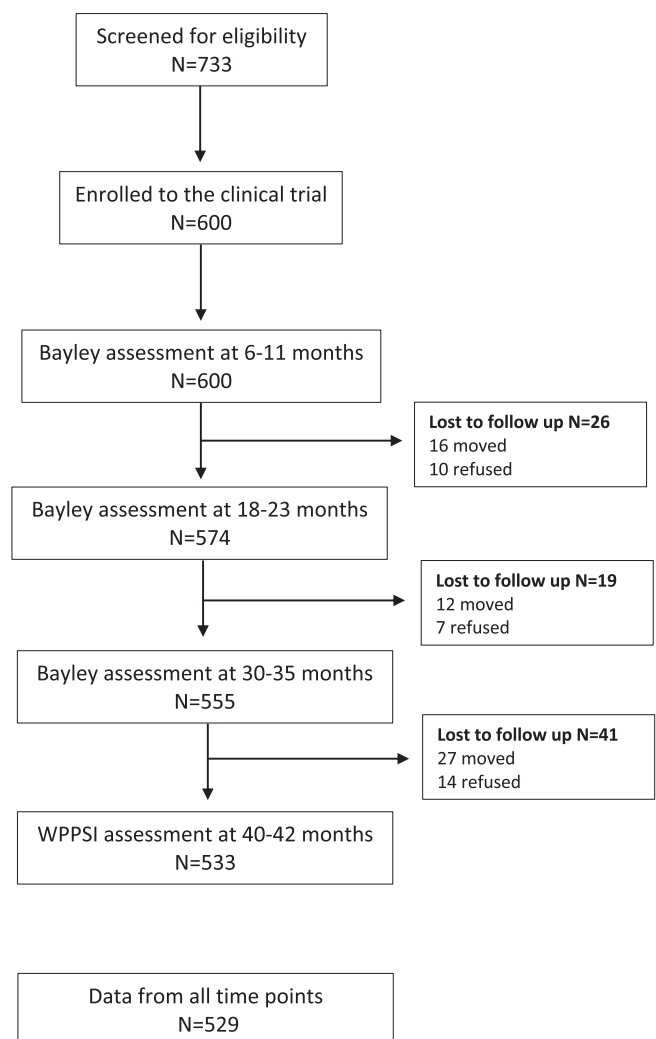 Screened for eligibility
N=733
Enrolled to the clinical trial
N=600
Bayley assessment at 6-11 months
N=600
Lost to follow up N=26
16 moved
10 refused
Bayley assessment at 18-23 months
N=574
Lost to follow up N=19
12 moved
7 refused
Bayley assessment at 30-35 months
N=555
Lost to follow up N=41
27 moved
14 refused
WPPSI assessment at 40-42 months
N=533
Data from all time points
N=529